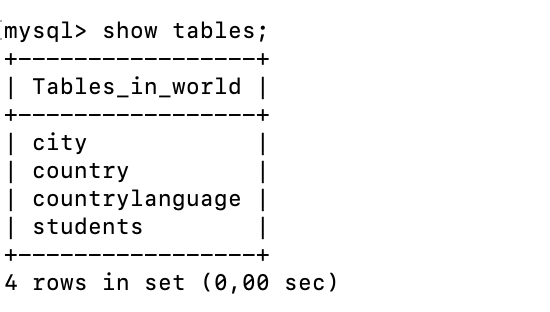 mysql> show tables;
+-----------------+
| Tables_in_world |
+-----------------+
| city            |
| country         |
| countrylanguage |
| students        |
+-----------------+
4 rows in set (0,00 sec)